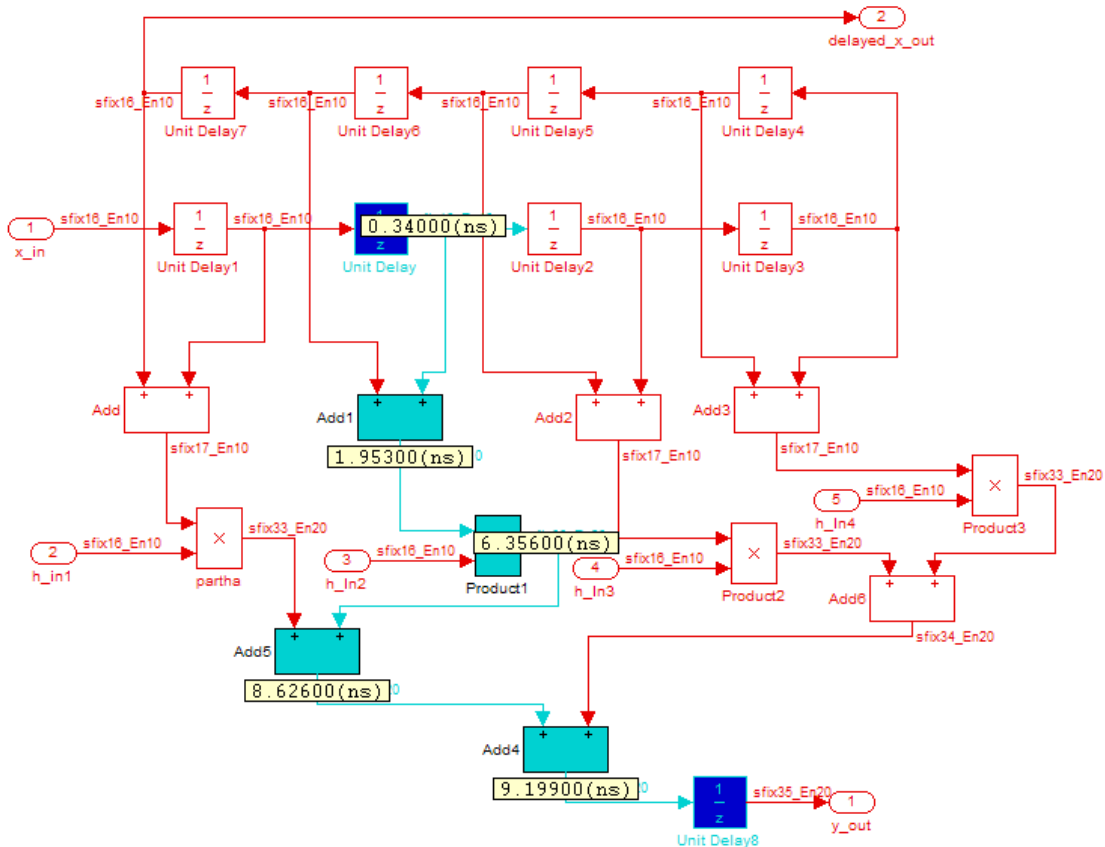 2
delayed_x_out
1
z
1
z
1
z
1
z
sfix16_En10
sfix16_En10
sfix16_En10
sfix16_En10
Unit Delay7
Unit Delay6
Unit Delay5
Unit Delay4
1
x_in
sfix16_En10
1
z
Unit Delay1
sfix16_En10
0.34000(ns)
z
Unit Delay
1
z
Unit Delay2
sfix16_En10
1
z
Unit Delay3
sfix16_En10
+ +
Add
+ +
Add1
+ +
Add2
+ +
Add3
1.95300(ns)
0
sfix17_En10
sfix17_En10
sfix17_En10
2
h_in1
sfix16_En10
×
partha
sfix33_En20
3
h_In2
sfix16_En10
6.35600(ns)
Product1
4
h_In3
sfix16_En10
×
Product2
sfix33_En20
5
h_In4
sfix16_En10
×
Product3
sfix33_En20
+ +
Add6
sfix34_En20
+ +
Add5
8.62600(ns)
0
+ +
Add4
9.19900(ns)
20
1
z
Unit Delay8
sfix35_En20
1
y_out